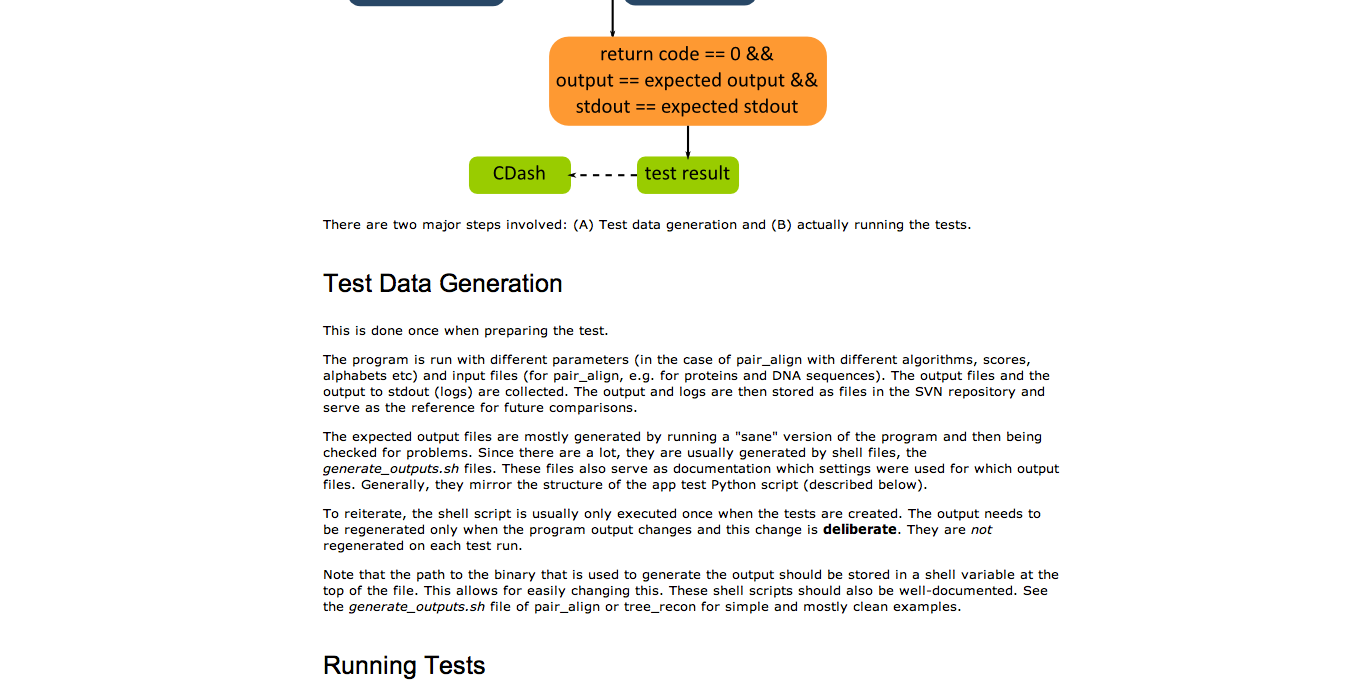 return code == 0 &&
output == expected output &&
stdout == expected stdout
CDash
test result
There are two major steps involved: (A) Test data generation and (B) actually running the tests.
Test Data Generation
This is done once when preparing the test.
The program is run with different parameters (in the case of pair_align with different algorithms, scores,
alphabets etc) and input files (for pair_align, e.g. for proteins and DNA sequences). The output files and the
output to stdout (logs) are collected. The output and logs are then stored as files in the SVN repository and
serve as the reference for future comparisons.
The expected output files are mostly generated by running a "sane" version of the program and then being
checked for problems. Since there are a lot, they are usually generated by shell files, the
generate_outputs.sh files. These files also serve as documentation which settings were used for which output
files. Generally, they mirror the structure of the app test Python script (described below).
To reiterate, the shell script is usually only executed once when the tests are created. The output needs to
be regenerated only when the program output changes and this change is deliberate. They are not
regenerated on each test run.
Note that the path to the binary that is used to generate the output should be stored in a shell variable at the
top of the file. This allows for easily changing this. These shell scripts should also be well-documented. See
the generate_outputs.sh file of pair_align or tree_recon for simple and mostly clean examples.
Running Tests